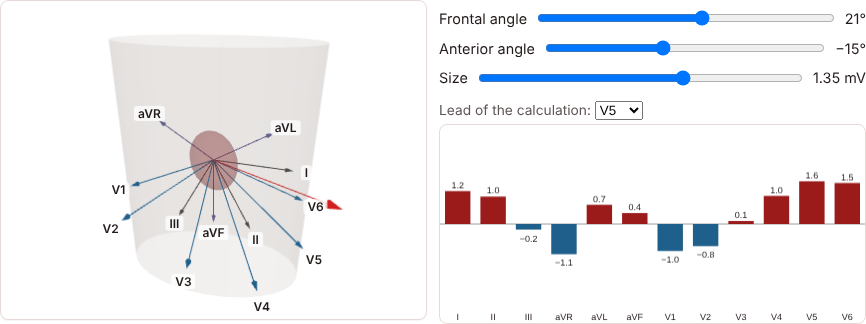 aVR
aVL
I
V1
V6
V2
III
aVF
II
V5
V3
V4
Frontal angle 21°
Anterior angle −15°
Size 1.35 mV
Lead of the calculation: V5
1.2 1.0 −0.2 −1.1 0.7 0.4 −1.0 −0.8 0.1 1.0 1.6 1.5
I II III aVR aVL aVF V1 V2 V3 V4 V5 V6